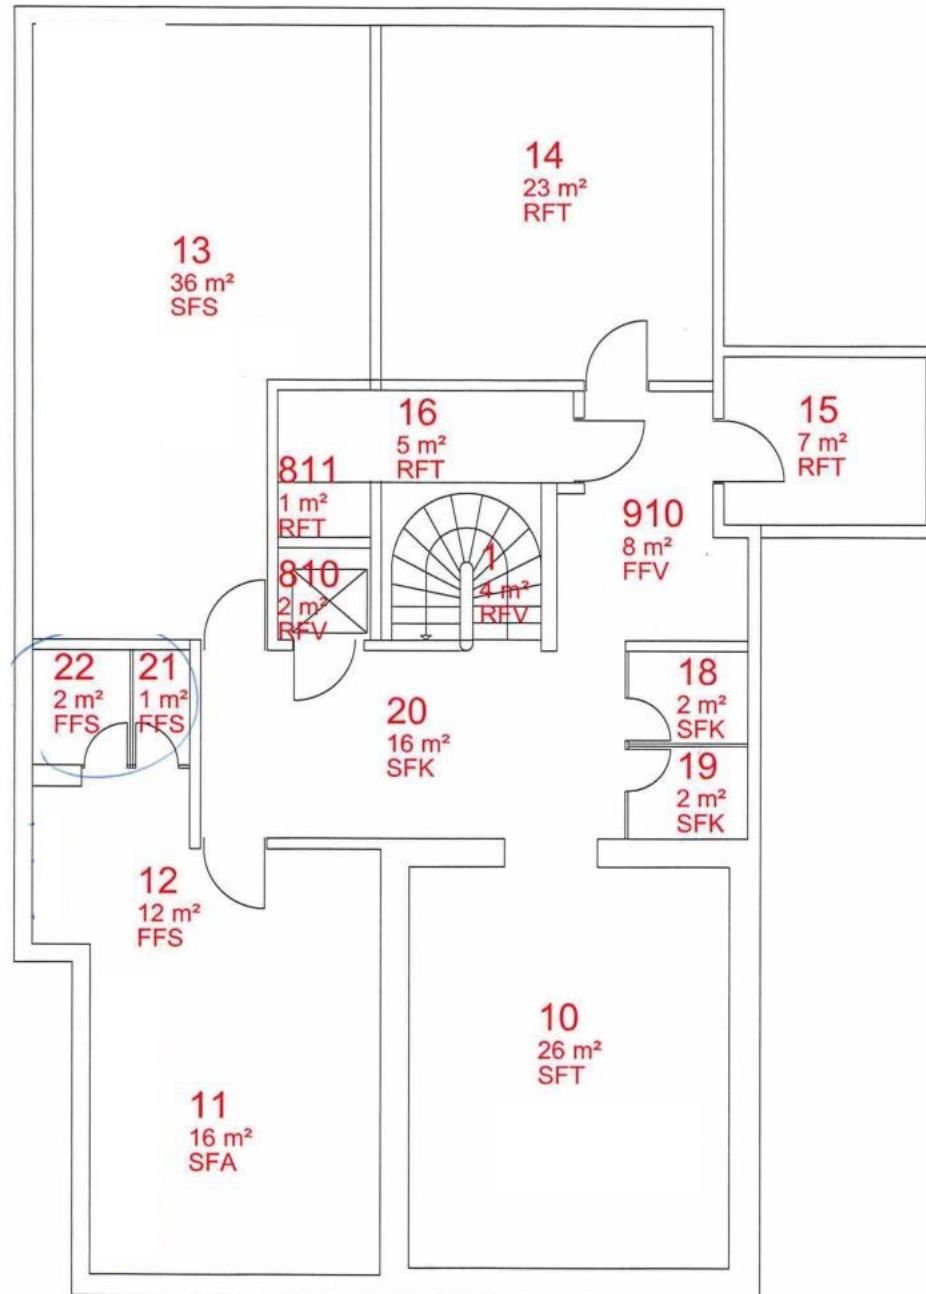 14
23 m²
RFT
13
36 m²
SFS
16
5 m²
RFT
15
7 m²
RFT
811
1 m²
RFT
910
8 m²
FFV
1
4 m²
RFV
810
2 m²
RFV
22
2 m²
FFS
21
1 m²
FFS
18
2 m²
SFK
20
16 m²
SFK
19
2 m²
SFK
12
12 m²
FFS
10
26 m²
SFT
11
16 m²
SFA